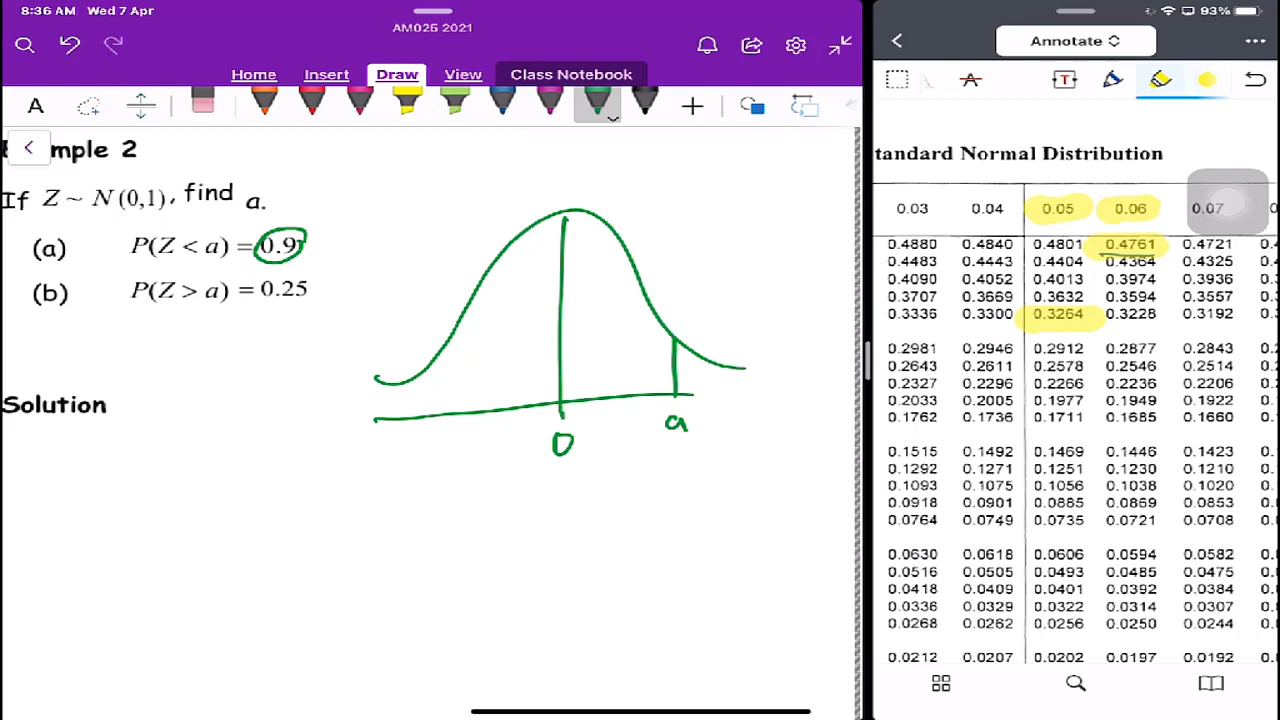 8:36 AM Wed 7 Apr
AM025 2021
Home Insert Draw View Class Notebook
mple 2
If Z ~ N (0,1), find a.
(a) P(Z < a) = 0.9
(b) P(Z > a) = 0.25
Solution
0 a
93%
Annotate
tandard Normal Distribution
0.03 0.04 0.05 0.06 0.07
0.4880 0.4840 0.4801 0.4761 0.4721
0.4483 0.4443 0.4404 0.4364 0.4325
0.4090 0.4052 0.4013 0.3974 0.3936
0.3707 0.3669 0.3632 0.3594 0.3557
0.3336 0.3300 0.3264 0.3228 0.3192
0.2981 0.2946 0.2912 0.2877 0.2843
0.2643 0.2611 0.2578 0.2546 0.2514
0.2327 0.2296 0.2266 0.2236 0.2206
0.2033 0.2005 0.1977 0.1949 0.1922
0.1762 0.1736 0.1711 0.1685 0.1660
0.1515 0.1492 0.1469 0.1446 0.1423
0.1292 0.1271 0.1251 0.1230 0.1210
0.1093 0.1075 0.1056 0.1038 0.1020
0.0918 0.0901 0.0885 0.0869 0.0853
0.0764 0.0749 0.0735 0.0721 0.0708
0.0630 0.0618 0.0606 0.0594 0.0582
0.0516 0.0505 0.0493 0.0485 0.0475
0.0418 0.0409 0.0401 0.0392 0.0384
0.0336 0.0329 0.0322 0.0314 0.0307
0.0268 0.0262 0.0256 0.0250 0.0244
0.0212 0.0207 0.0202 0.0197 0.0192